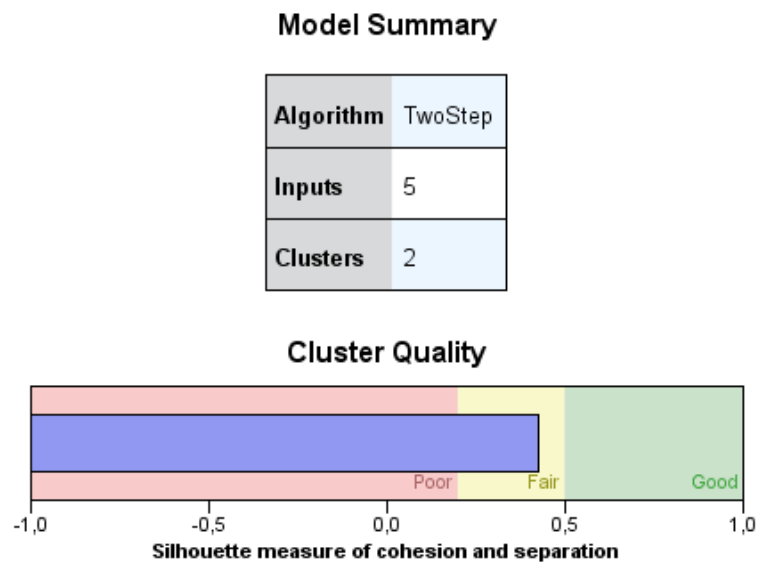 Model Summary
Algorithm TwoStep
Inputs 5
Clusters 2
Cluster Quality
Poor Fair Good
-1,0 -0,5 0,0 0,5 1,0
Silhouette measure of cohesion and separation